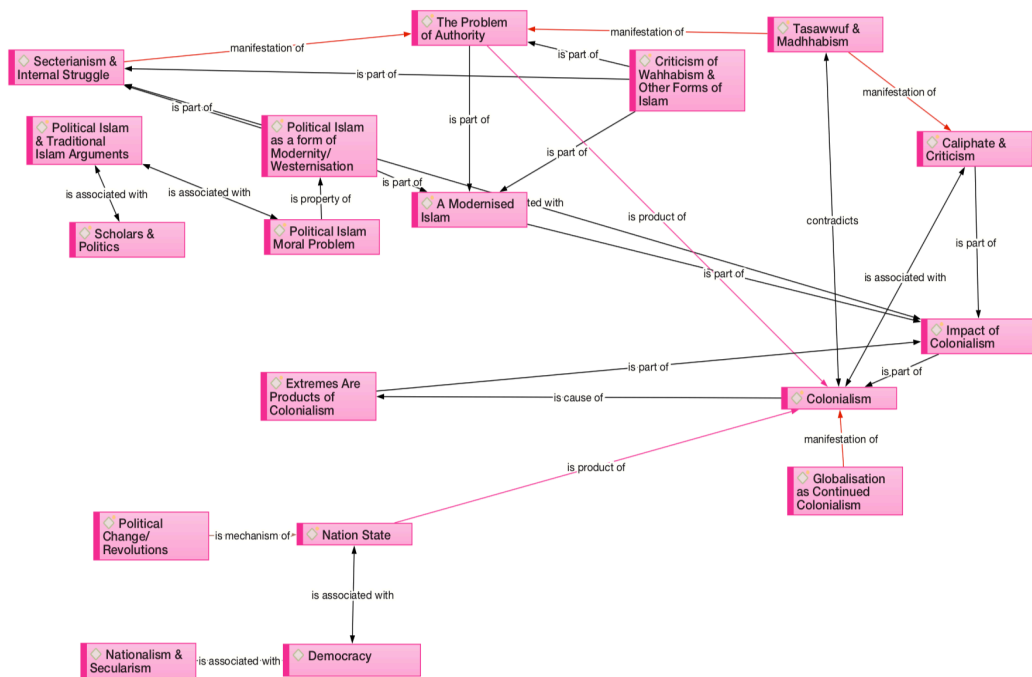 The Problem
of Authority
Tasawwuf &
Madhhabism
manifestation of
manifestation of
Secterianism &
Internal Struggle
is part of
Criticism of
Wahhabism &
Other Forms of
Islam
is part of
manifestation of
is part of
Political Islam
& Traditional
Islam Arguments
Political Islam
as a form of
Modernity/
Westernisation
is part of
Caliphate &
Criticism
is part of
is part of
is associated with
is associated with
is property of
A Modernised
Islam
ted with
is product of
contradicts
Scholars &
Politics
Political Islam
Moral Problem
is part of
is part of
is associated with
Impact of
Colonialism
is part of
is part of
Extremes Are
Products of
Colonialism
is cause of
Colonialism
manifestation of
is product of
Globalisation
as Continued
Colonialism
Political
Change/
Revolutions
is mechanism of
Nation State
is associated with
Nationalism &
Secularism
is associated with
Democracy